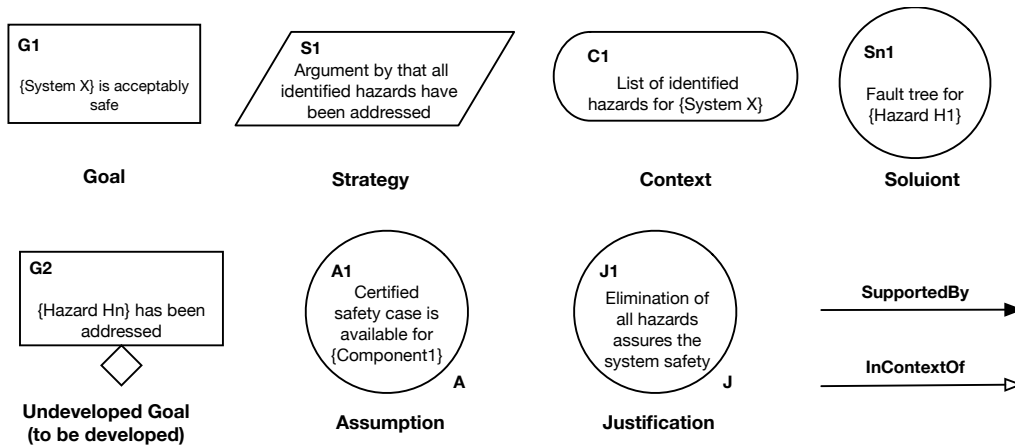 G1
{System X} is acceptably
safe
Goal
S1
Argument by that all
identified hazards have
been addressed
Strategy
C1
List of identified
hazards for {System X}
Context
Sn1
Fault tree for
{Hazard H1}
Soluiont
G2
{Hazard Hn} has been
addressed
Undeveloped Goal
(to be developed)
A1
Certified
safety case is
available for
{Component1}
A
Assumption
J1
Elimination of
all hazards
assures the
system safety
J
Justification
SupportedBy
InContextOf